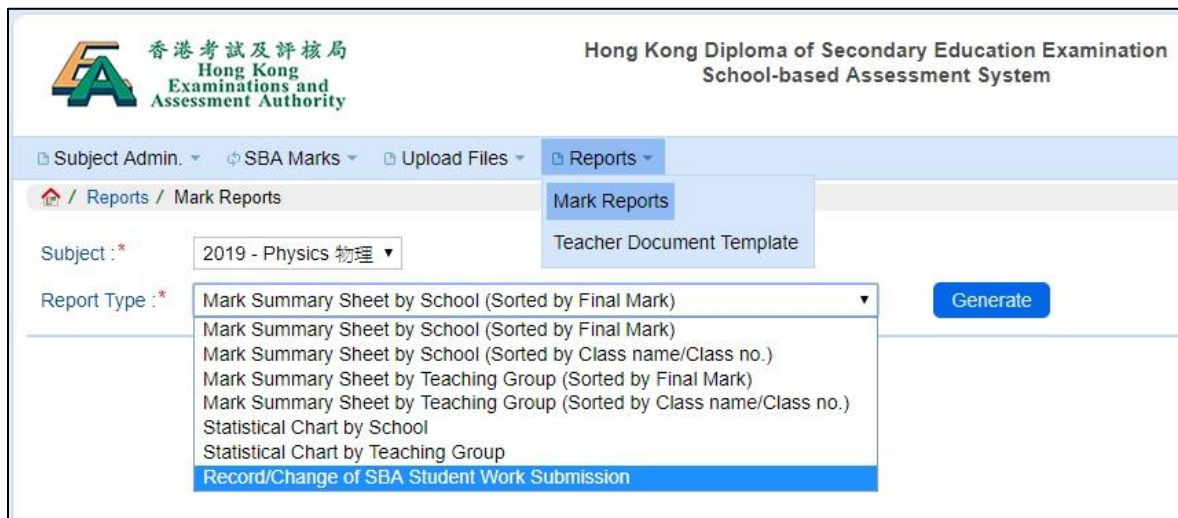 香港考試及評核局
Hong Kong
Examinations and
Assessment Authority
Hong Kong Diploma of Secondary Education Examination
School-based Assessment System
Subject Admin. SBA Marks Upload Files Reports
/ Reports / Mark Reports
Mark Reports
Teacher Document Template
Subject :* 2019 - Physics 物理
Report Type :* Mark Summary Sheet by School (Sorted by Final Mark) Generate
Mark Summary Sheet by School (Sorted by Final Mark)
Mark Summary Sheet by School (Sorted by Class name/Class no.)
Mark Summary Sheet by Teaching Group (Sorted by Final Mark)
Mark Summary Sheet by Teaching Group (Sorted by Class name/Class no.)
Statistical Chart by School
Statistical Chart by Teaching Group
Record/Change of SBA Student Work Submission